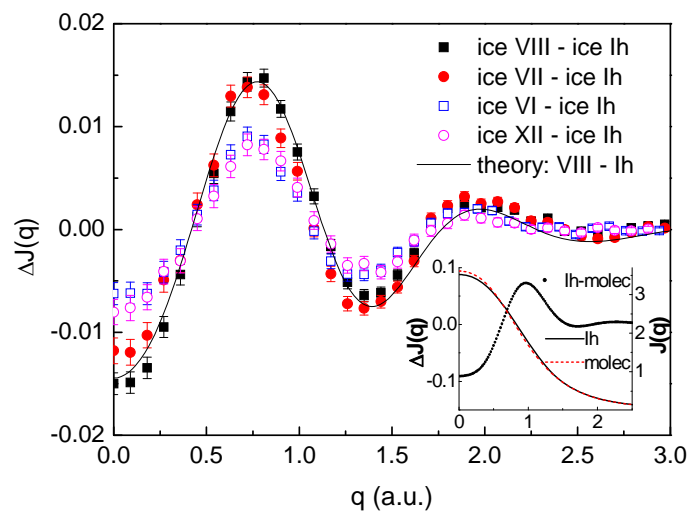 0.02
0.01
0.00
-0.01
-0.02
ΔJ(q)
ice VIII - ice Ih
ice VII - ice Ih
ice VI - ice Ih
ice XII - ice Ih
theory: VIII - Ih
0.1
0.0
-0.1
ΔJ(q)
Ih-molec
Ih
molec
3
2
1
J(q)
0 1 2
0.0 0.5 1.0 1.5 2.0 2.5 3.0
q (a.u.)